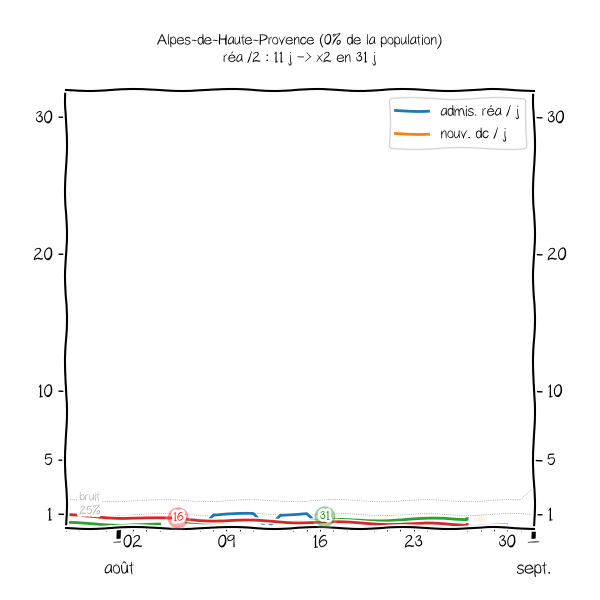 Alpes-de-Haute-Provence (0% de la population)
réa /2 : 11 j -> x2 en 31 j
admis. réa / j
nouv. dc / j
30
30
20
20
10
10
5
5
bruit
25%
1
16
31
1
02
09
16
23
30
août
sept.